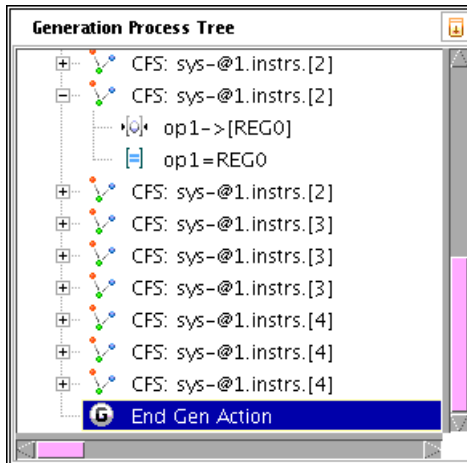 Generation Process Tree
CFS: sys-@1.instrs.[2]
CFS: sys-@1.instrs.[2]
op1->[REG0]
op1=REG0
CFS: sys-@1.instrs.[2]
CFS: sys-@1.instrs.[3]
CFS: sys-@1.instrs.[3]
CFS: sys-@1.instrs.[3]
CFS: sys-@1.instrs.[4]
CFS: sys-@1.instrs.[4]
CFS: sys-@1.instrs.[4]
G End Gen Action